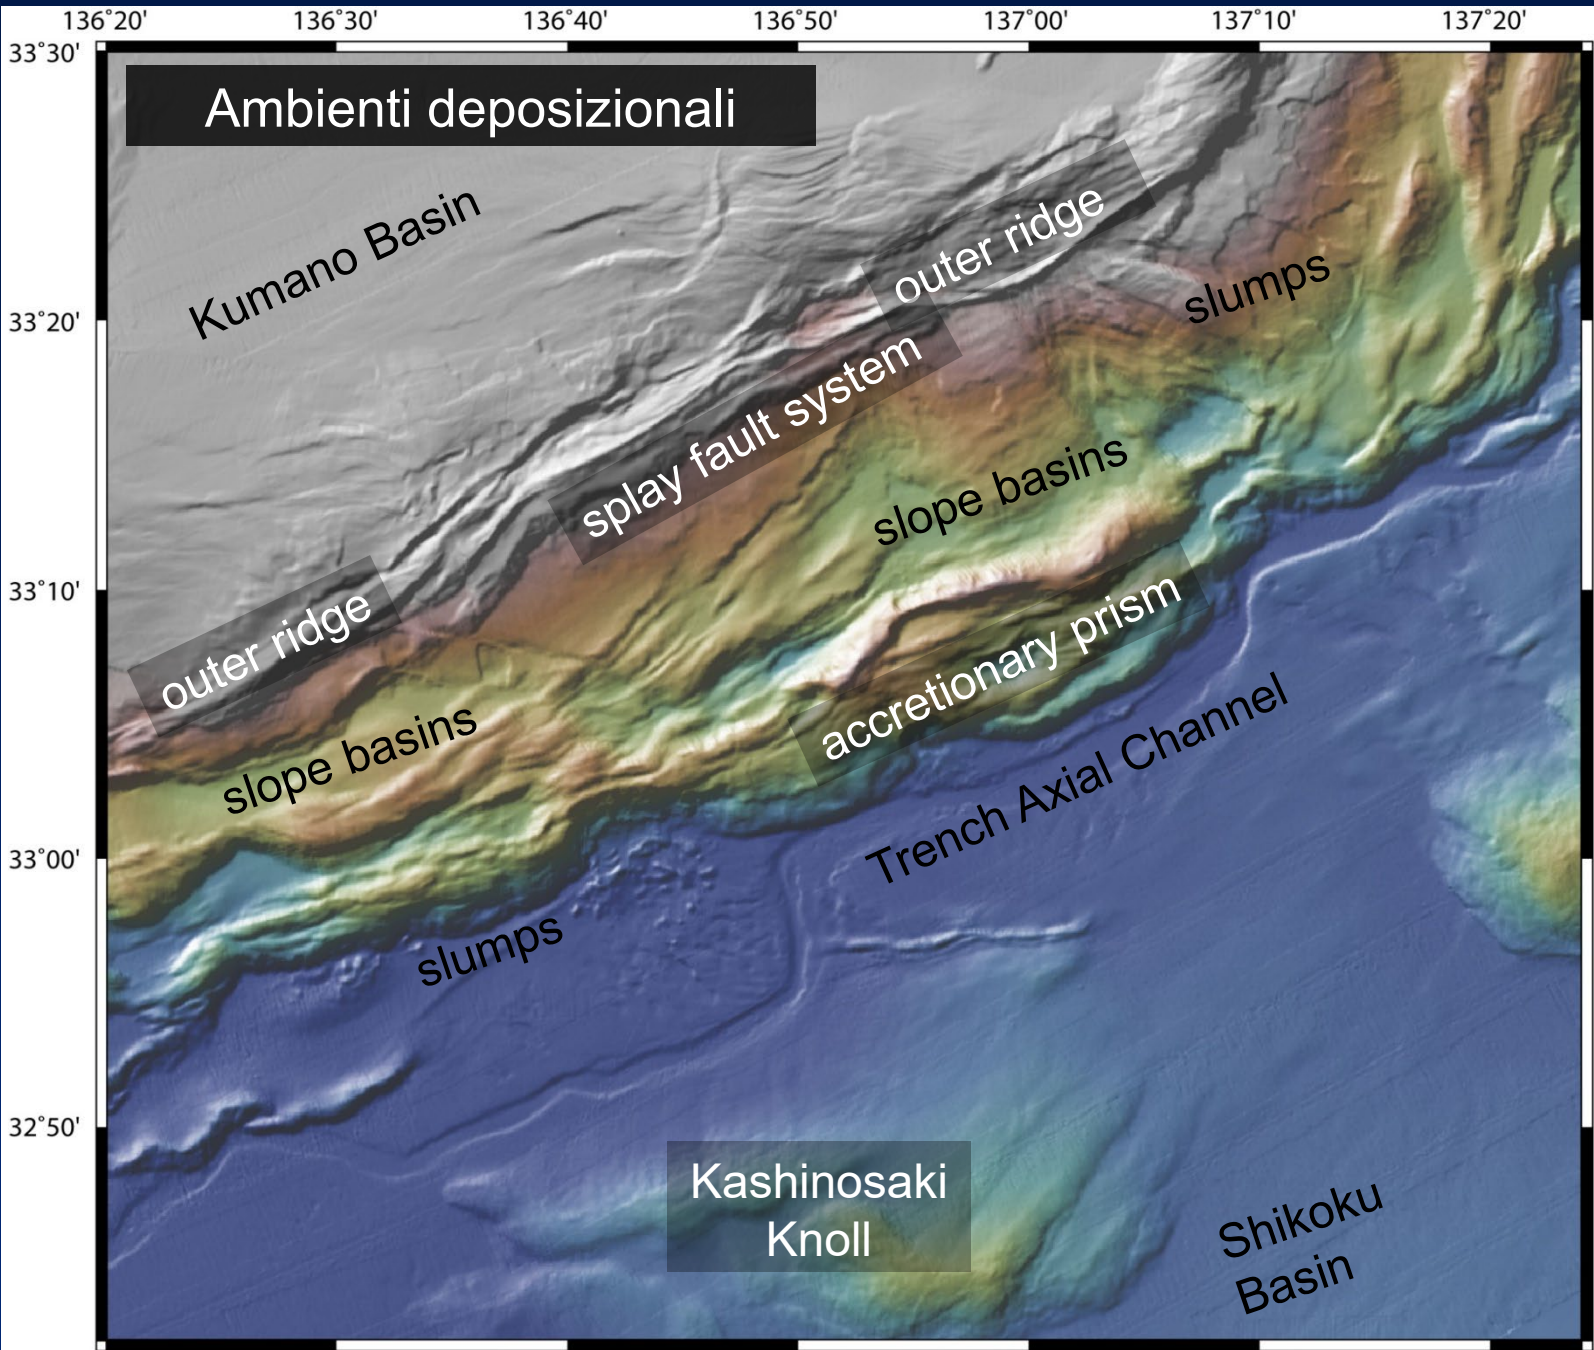 136°20' 136°30' 136°40' 136°50' 137°00' 137°10' 137°20'
33°30'
Ambienti deposizionali
Kumano Basin
outer ridge
slumps
33°20'
splay fault system
slope basins
33°10'
outer ridge
accretionary prism
slope basins
Trench Axial Channel
33°00'
slumps
32°50'
Kashinosaki
Knoll
Shikoku
Basin